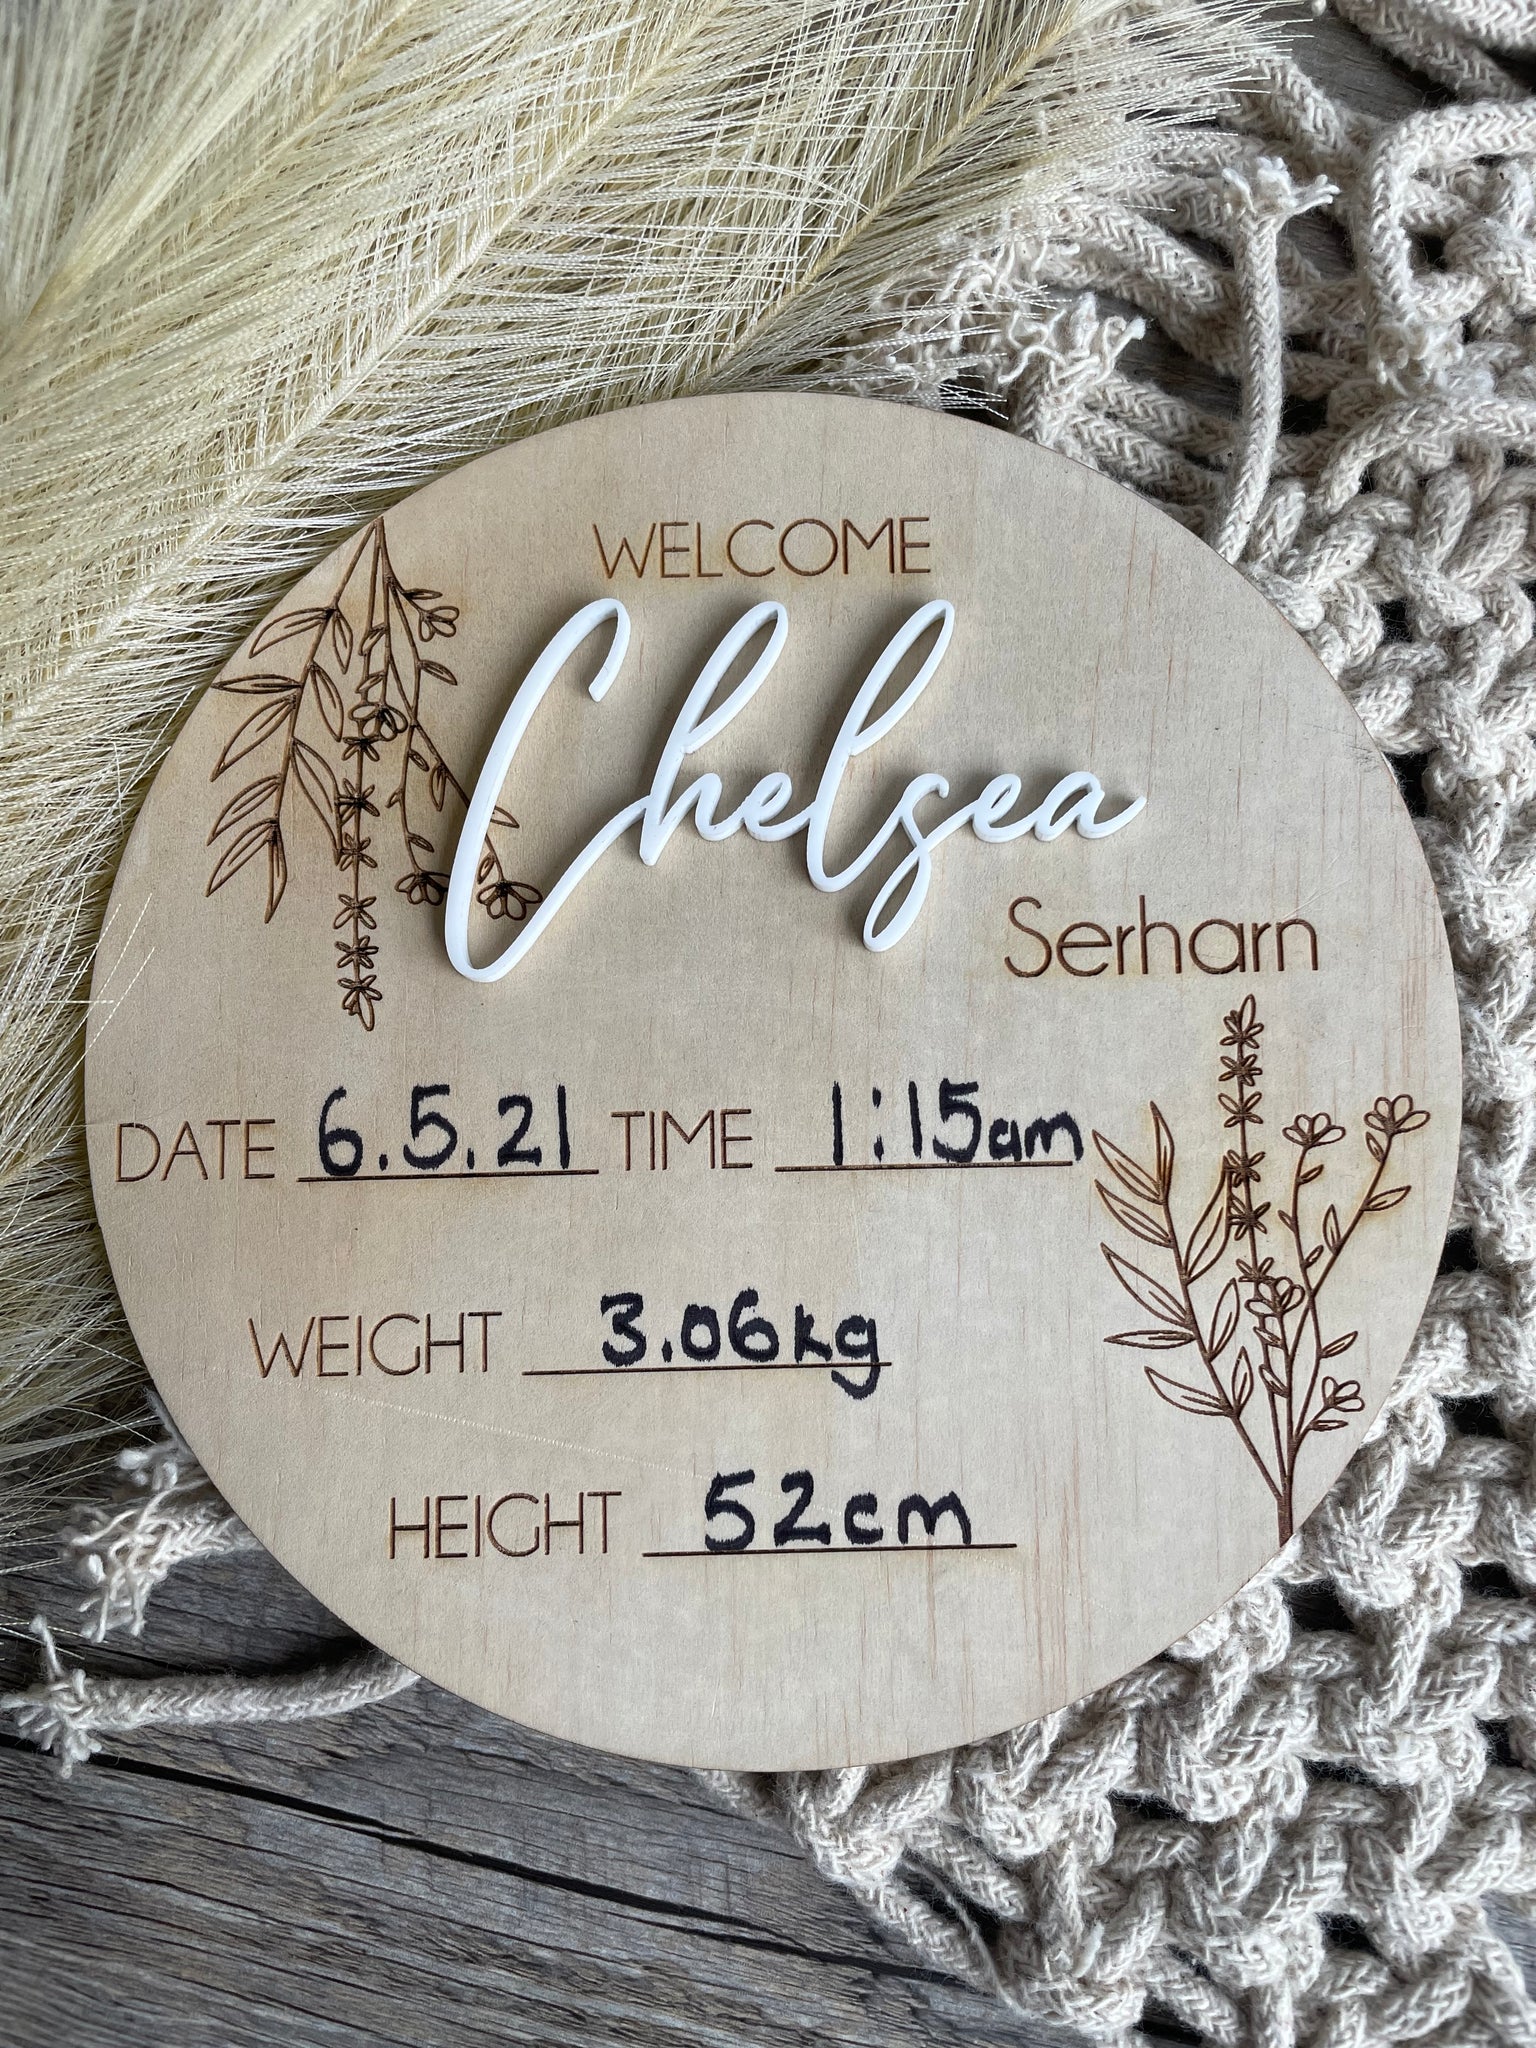 WELCOME
Chelsea
Serharn
DATE 6.5.21 TIME 1:15am
WEIGHT 3.06kg
HEIGHT 52cm